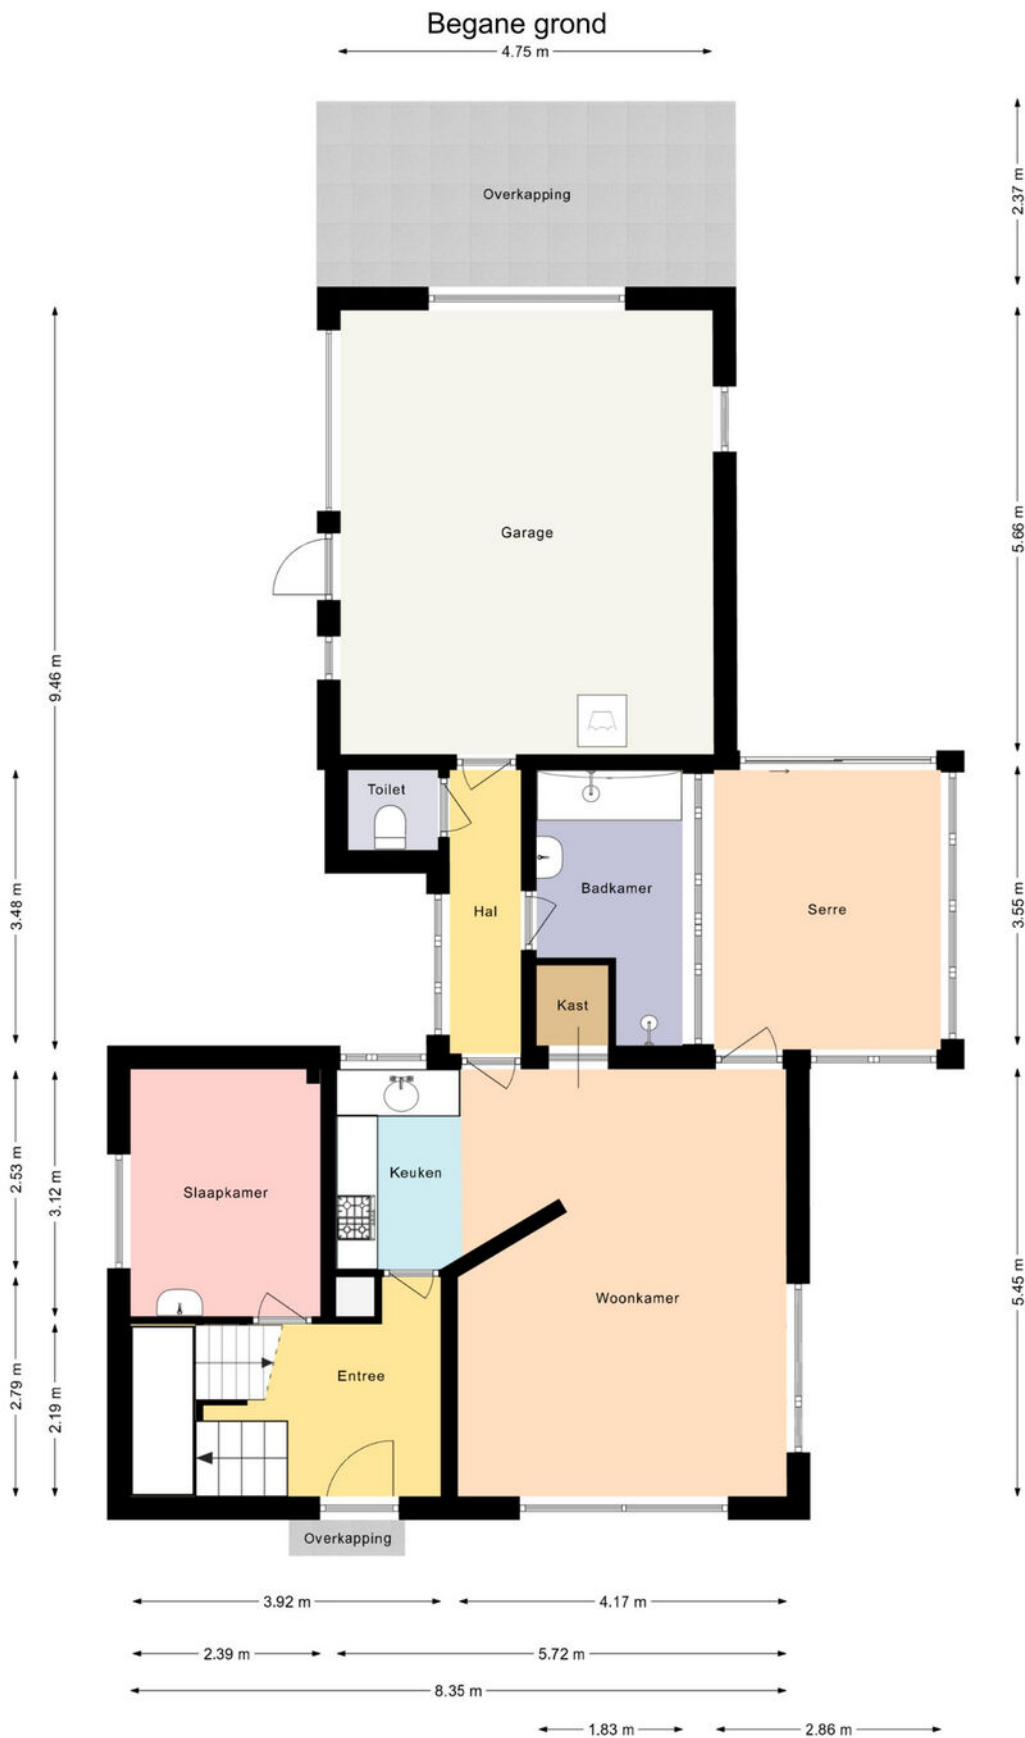 Begane grond
4.75 m
2.37 m
Overkapping
9.46 m
5.66 m
Garage
Toilet
3.48 m
Hal
Badkamer
Serre
3.55 m
Kast
2.53 m
3.12 m
Slaapkamer
Keuken
Woonkamer
5.45 m
2.79 m
2.19 m
Entree
Overkapping
3.92 m
4.17 m
2.39 m
5.72 m
8.35 m
1.83 m
2.86 m